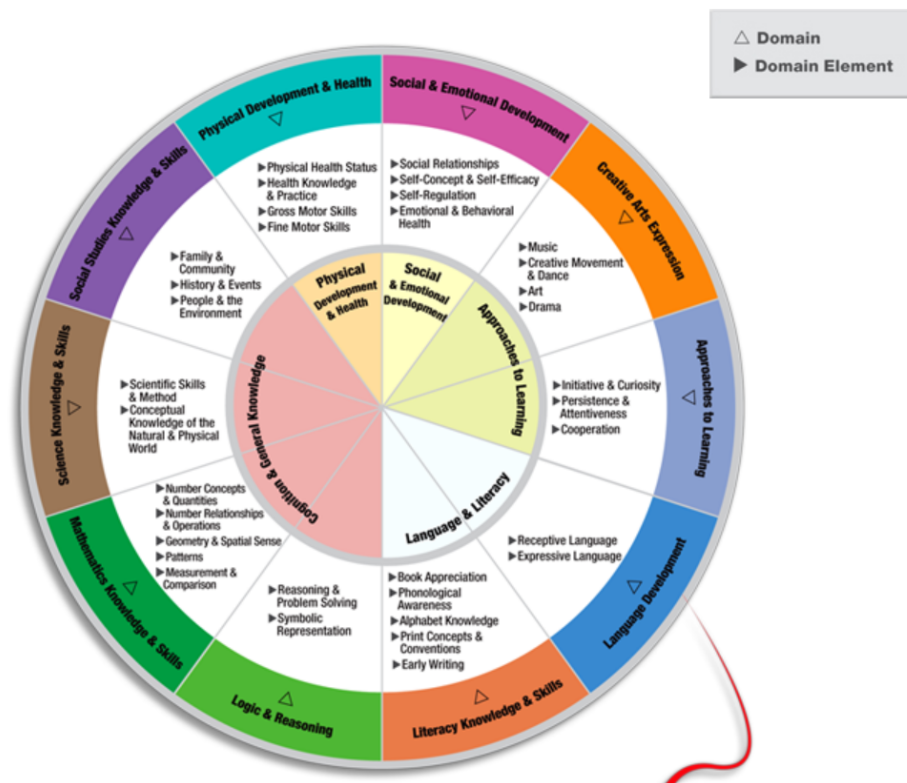 △ Domain
▶ Domain Element
Physical Development & Health
▶Physical Health Status
▶Health Knowledge
& Practice
▶Gross Motor Skills
▶Fine Motor Skills
Social & Emotional Development
▶Social Relationships
▶Self-Concept & Self-Efficacy
▶Self-Regulation
▶Emotional & Behavioral
Health
Creative Arts Expression
▶Music
▶Creative Movement
& Dance
▶Art
▶Drama
Approaches to Learning
▶Initiative & Curiosity
▶Persistence &
Attentiveness
▶Cooperation
Language Development
▶Receptive Language
▶Expressive Language
Literacy Knowledge & Skills
▶Book Appreciation
▶Phonological
Awareness
▶Alphabet Knowledge
▶Print Concepts &
Conventions
▶Early Writing
Logic & Reasoning
▶Reasoning &
Problem Solving
▶Symbolic
Representation
Mathematics Knowledge & Skills
▶Number Concepts
& Quantities
▶Number Relationships
& Operations
▶Geometry & Spatial Sense
▶Patterns
▶Measurement &
Comparison
Science Knowledge & Skills
▶Scientific Skills
& Method
▶Conceptual
Knowledge of the
Natural & Physical
World
Social Studies Knowledge & Skills
▶Family &
Community
▶History & Events
▶People & the
Environment
Physical
Development
& Health
Social
& Emotional
Development
Approaches to Learning
Language & Literacy
Cognition & General Knowledge